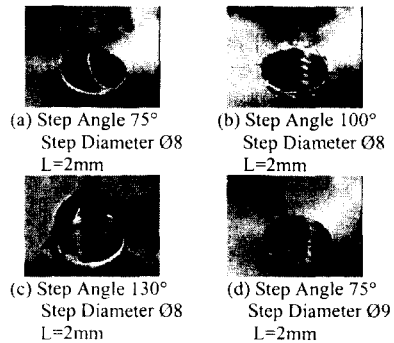 (a) Step Angle 75°
Step Diameter Ø8
L=2mm
(b) Step Angle 100°
Step Diameter Ø8
L=2mm
(c) Step Angle 130°
Step Diameter Ø8
L=2mm
(d) Step Angle 75°
Step Diameter Ø9
L=2mm